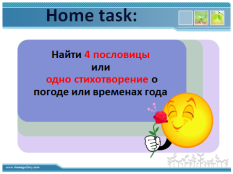 Home task:
Найти 4 пословицы
или
одно стихотворение о
погоде или временах года